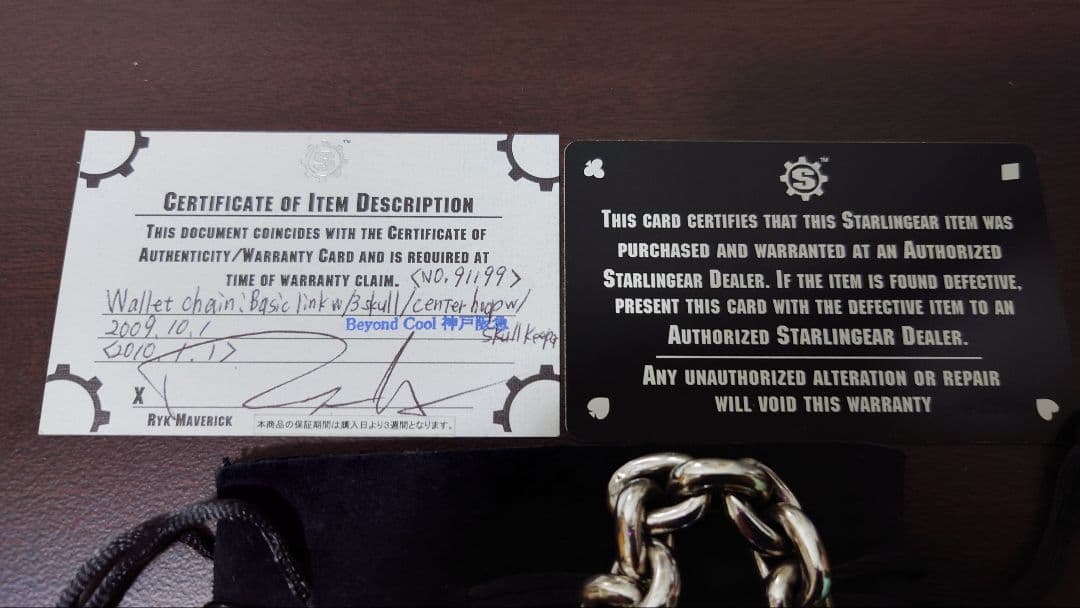 TM
S
CERTIFICATE OF ITEM DESCRIPTION
THIS DOCUMENT COINCIDES WITH THE CERTIFICATE OF
AUTHENTICITY/WARRANTY CARD AND IS REQUIRED AT
TIME OF WARRANTY CLAIM. <NO. 91199>
Wallet chain: Basic link w/3skull/center hoop w/
skull keeper
2009. 10. 1
Beyond Cool 神戸阪急
<2010. 1. 1>
X
RYK MAVERICK
本商品の保証期間は購入日より3週間となります。
S
TM
THIS CARD CERTIFIES THAT THIS STARLINGEAR ITEM WAS
PURCHASED AND WARRANTED AT AN AUTHORIZED
STARLINGEAR DEALER. IF THE ITEM IS FOUND DEFECTIVE,
PRESENT THIS CARD WITH THE DEFECTIVE ITEM TO AN
AUTHORIZED STARLINGEAR DEALER.
ANY UNAUTHORIZED ALTERATION OR REPAIR
WILL VOID THIS WARRANTY